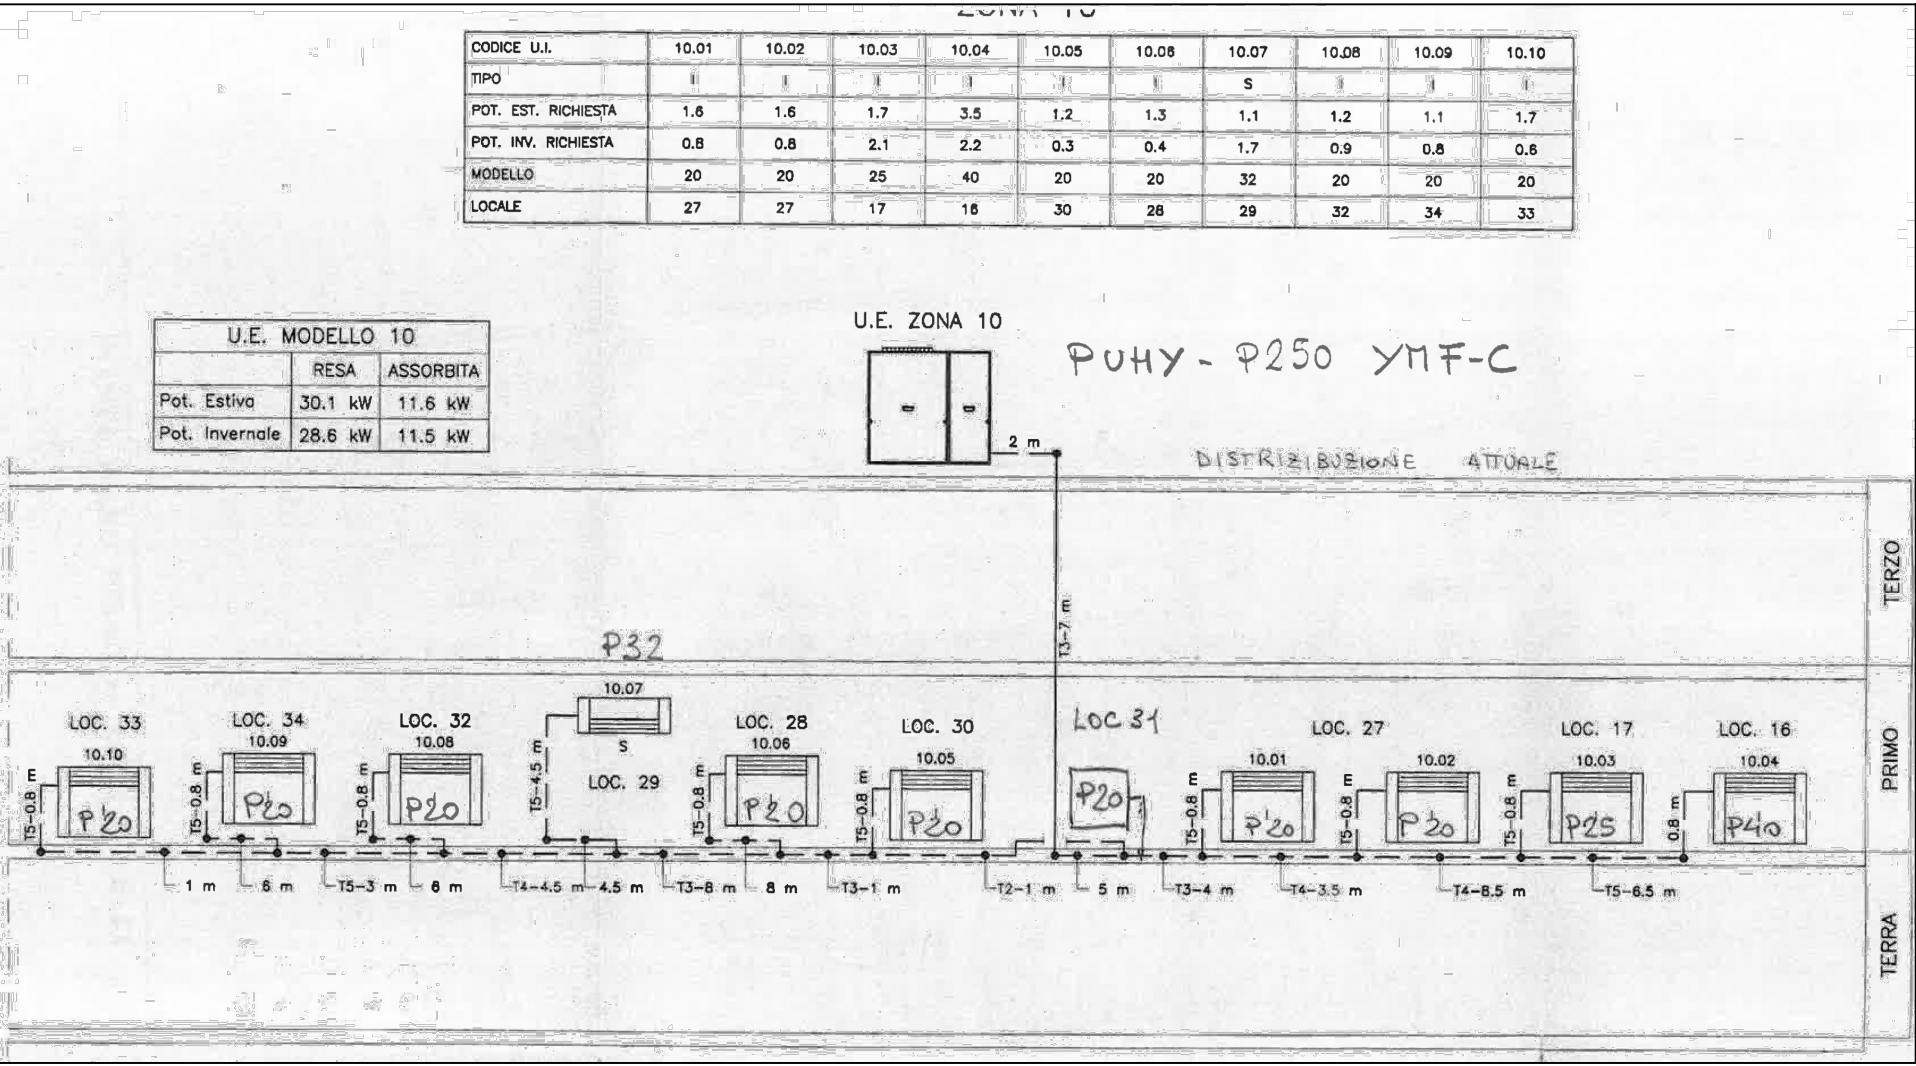 ZONA 10
CODICE U.I. 10.01 10.02 10.03 10.04 10.05 10.06 10.07 10.08 10.09 10.10
TIPO I I I I I I S I I I
POT. EST. RICHIESTA 1.6 1.6 1.7 3.5 1.2 1.3 1.1 1.2 1.1 1.7
POT. INV. RICHIESTA 0.8 0.8 2.1 2.2 0.3 0.4 1.7 0.9 0.8 0.6
MODELLO 20 20 25 40 20 20 32 20 20 20
LOCALE 27 27 17 16 30 28 29 32 34 33
U.E. MODELLO 10
RESA ASSORBITA
Pot. Estiva 30.1 kW 11.6 kW
Pot. Invernale 28.6 kW 11.5 kW
U.E. ZONA 10
PUHY - P250 YMF-C
2 m
DISTRIZIBUZIONE ATTUALE
TERZO
T3-7 m
P32
10.07
S
LOC. 29
T5-4.5 m
LOC. 33
10.10
P20
T5-0.8 m
LOC. 34
10.09
P20
T5-0.8 m
LOC. 32
10.08
P20
T5-0.8 m
LOC. 28
10.06
P20
T5-0.8 m
LOC. 30
10.05
P20
T5-0.8 m
LOC 31
P20
LOC. 27
10.01
P20
T5-0.8 m
10.02
P20
T5-0.8 m
LOC. 17
10.03
P25
T5-0.8 m
LOC. 16
10.04
P40
0.8 m
PRIMO
1 m 6 m T5-3 m 6 m T4-4.5 m 4.5 m T3-8 m 8 m T3-1 m T2-1 m 5 m T3-4 m T4-3.5 m T4-8.5 m T5-6.5 m
TERRA